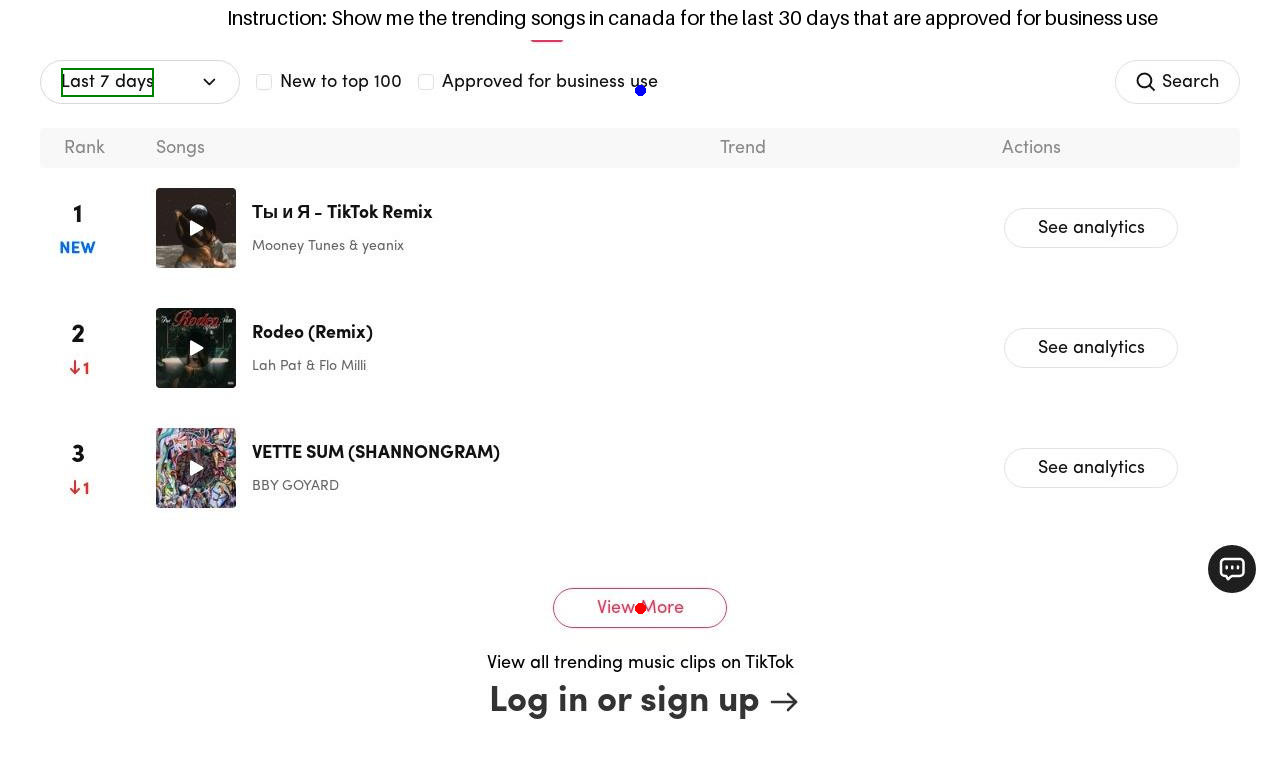 Instruction: Show me the trending songs in canada for the last 30 days that are approved for business use
Last 7 days New to top 100 Approved for business use Search
Rank Songs Trend Actions
1 Ты и Я - TikTok Remix See analytics
NEW Mooney Tunes & yeanix
2 Rodeo (Remix) See analytics
↓1 Lah Pat & Flo Milli
3 VETTE SUM (SHANNONGRAM) See analytics
↓1 BBY GOYARD
View More
View all trending music clips on TikTok
Log in or sign up →